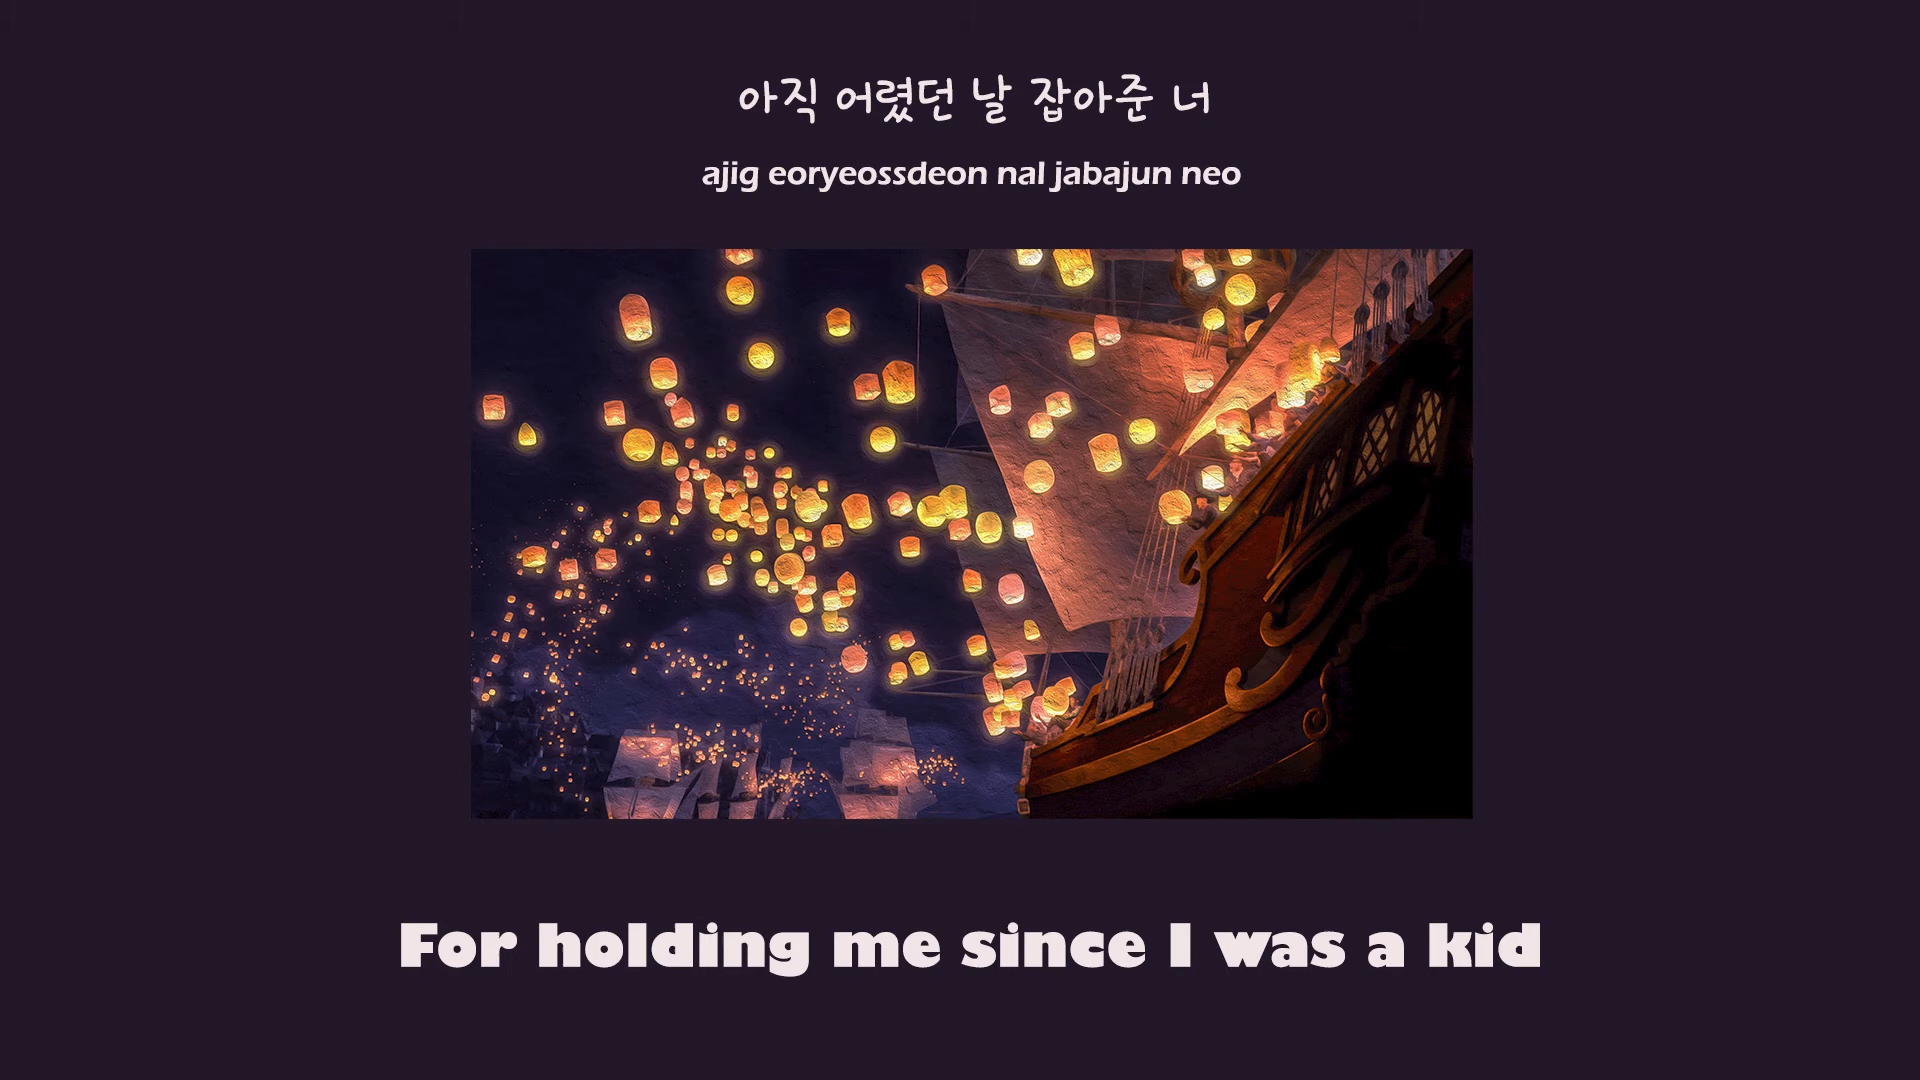 아직 어렸던 날 잡아준 너
ajig eoryeossdeon nal jabajun neo
For holding me since I was a kid